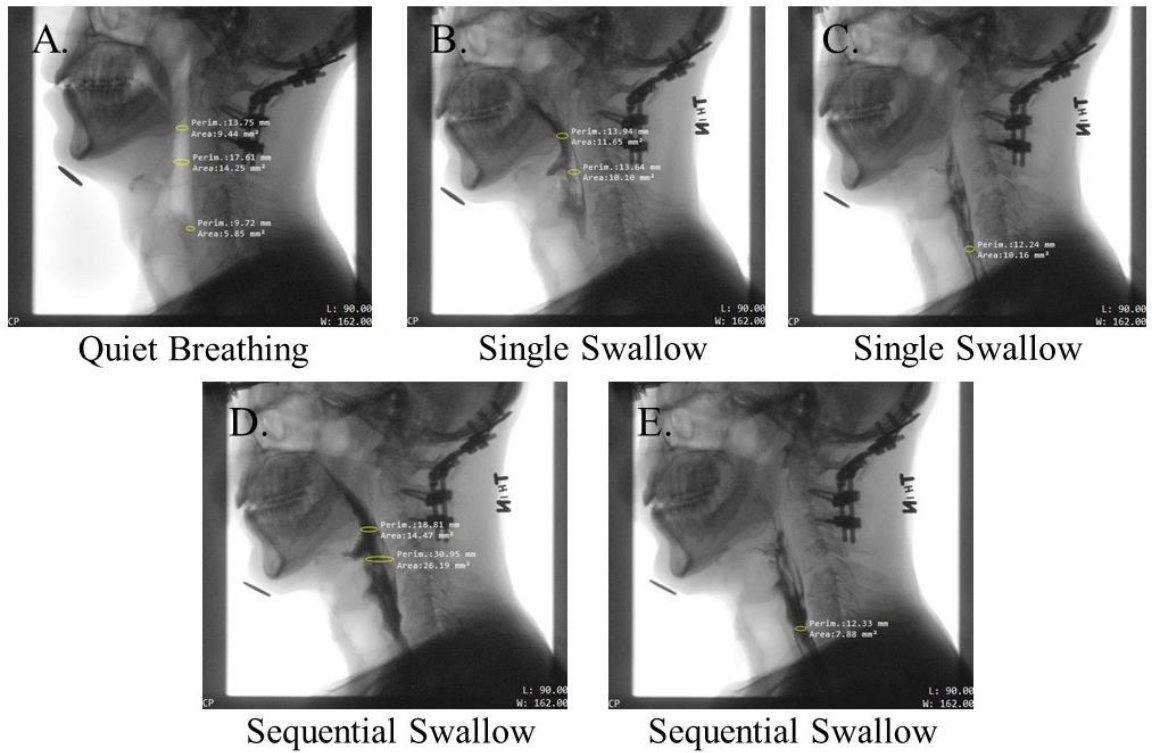 A.
Perim.:13.75 mm
Area:9.44 mm²
Perim.:17.61 mm
Area:14.25 mm²
Perim.:9.72 mm
Area:5.85 mm²
L: 90.00
CP
W: 162.00
Quiet Breathing
B.
THIN
Perim.:13.94 mm
Area:11.65 mm²
Perim.:13.64 mm
Area:10.10 mm²
L: 90.00
CP
W: 162.00
Single Swallow
C.
THIN
Perim.:12.24 mm
Area:10.16 mm²
L: 90.00
CP
W: 162.00
Single Swallow
D.
THIN
Perim.:18.81 mm
Area:14.47 mm²
Perim.:30.95 mm
Area:26.19 mm²
L: 90.00
CP
W: 162.00
Sequential Swallow
E.
THIN
Perim.:12.33 mm
Area:7.88 mm²
L: 90.00
CP
W: 162.00
Sequential Swallow